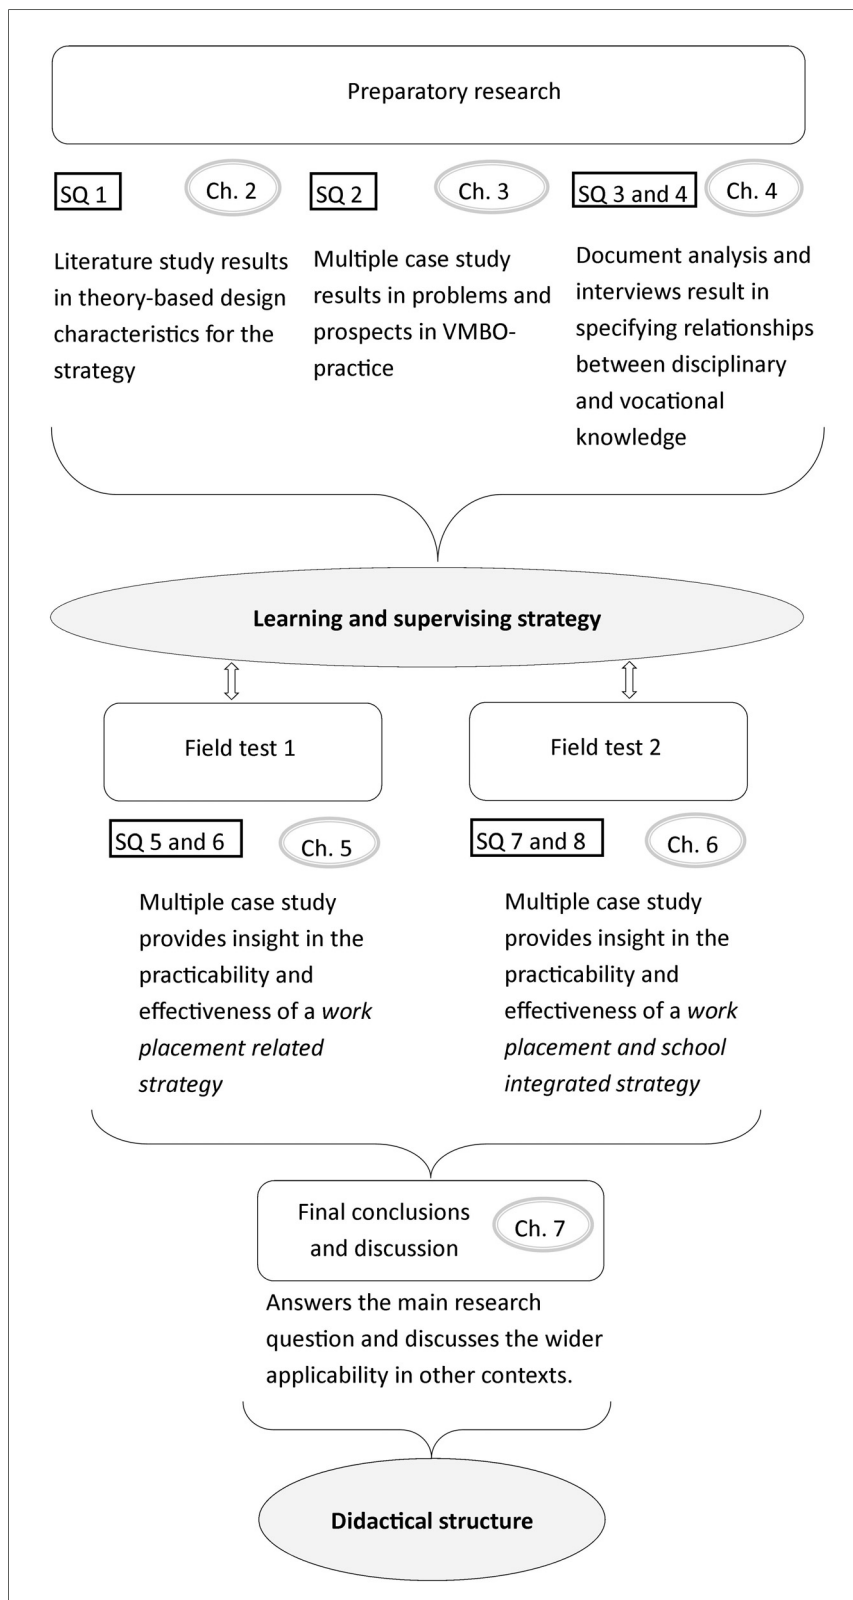 Preparatory research
SQ 1
Ch. 2
Literature study results
in theory-based design
characteristics for the
strategy
SQ 2
Ch. 3
Multiple case study
results in problems and
prospects in VMBO-
practice
SQ 3 and 4
Ch. 4
Document analysis and
interviews result in
specifying relationships
between disciplinary
and vocational
knowledge
Learning and supervising strategy
Field test 1
SQ 5 and 6
Ch. 5
Multiple case study
provides insight in the
practicability and
effectiveness of a work
placement related
strategy
Field test 2
SQ 7 and 8
Ch. 6
Multiple case study
provides insight in the
practicability and
effectiveness of a work
placement and school
integrated strategy
Final conclusions
and discussion
Ch. 7
Answers the main research
question and discusses the wider
applicability in other contexts.
Didactical structure